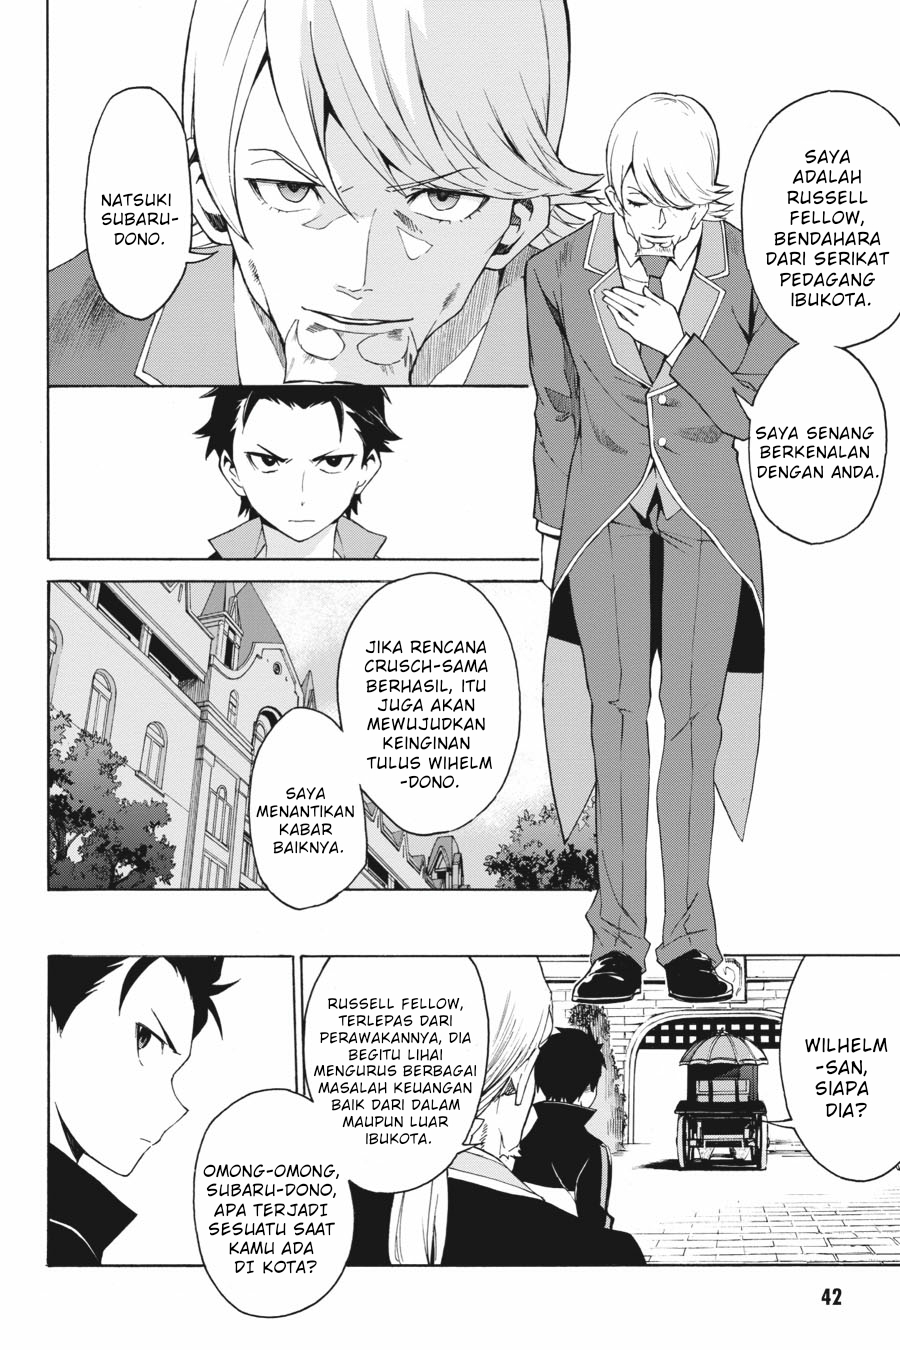 SAYA
ADALAH
RUSSELL
FELLOW,
BENDAHARA
DARI SERIKAT
PEDAGANG
IBUKOTA.
SAYA SENANG
BERKENALAN
DENGAN ANDA.
NATSUKI
SUBARU-
DONO.
JIKA RENCANA
CRUSCH-SAMA
BERHASIL, ITU
JUGA AKAN
MEWUJUDKAN
KEINGINAN
TULUS WIHELM
-DONO.
SAYA
MENANTIKAN
KABAR
BAIKNYA.
WILHELM
-SAN,
SIAPA
DIA?
RUSSELL FELLOW,
TERLEPAS DARI
PERAWAKANNYA, DIA
BEGITU LIHAI
MENGURUS BERBAGAI
MASALAH KEUANGAN
BAIK DARI DALAM
MAUPUN LUAR
IBUKOTA.
OMONG-OMONG,
SUBARU-DONO,
APA TERJADI
SESUATU SAAT
KAMU ADA
DI KOTA?
42